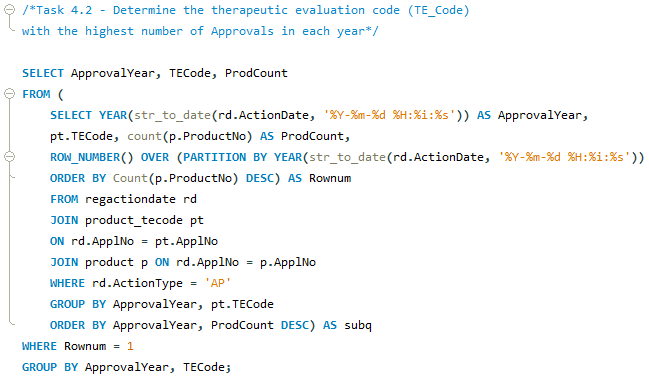 /*Task 4.2 - Determine the therapeutic evaluation code (TE_Code)
with the highest number of Approvals in each year*/
SELECT ApprovalYear, TECode, ProdCount
FROM (
SELECT YEAR(str_to_date(rd.ActionDate, '%Y-%m-%d %H:%i:%s')) AS ApprovalYear,
pt.TECode, count(p.ProductNo) AS ProdCount,
ROW_NUMBER() OVER (PARTITION BY YEAR(str_to_date(rd.ActionDate, '%Y-%m-%d %H:%i:%s'))
ORDER BY Count(p.ProductNo) DESC) AS Rownum
FROM regactiondate rd
JOIN product_tecode pt
ON rd.ApplNo = pt.ApplNo
JOIN product p ON rd.ApplNo = p.ApplNo
WHERE rd.ActionType = 'AP'
GROUP BY ApprovalYear, pt.TECode
ORDER BY ApprovalYear, ProdCount DESC) AS subq
WHERE Rownum = 1
GROUP BY ApprovalYear, TECode;